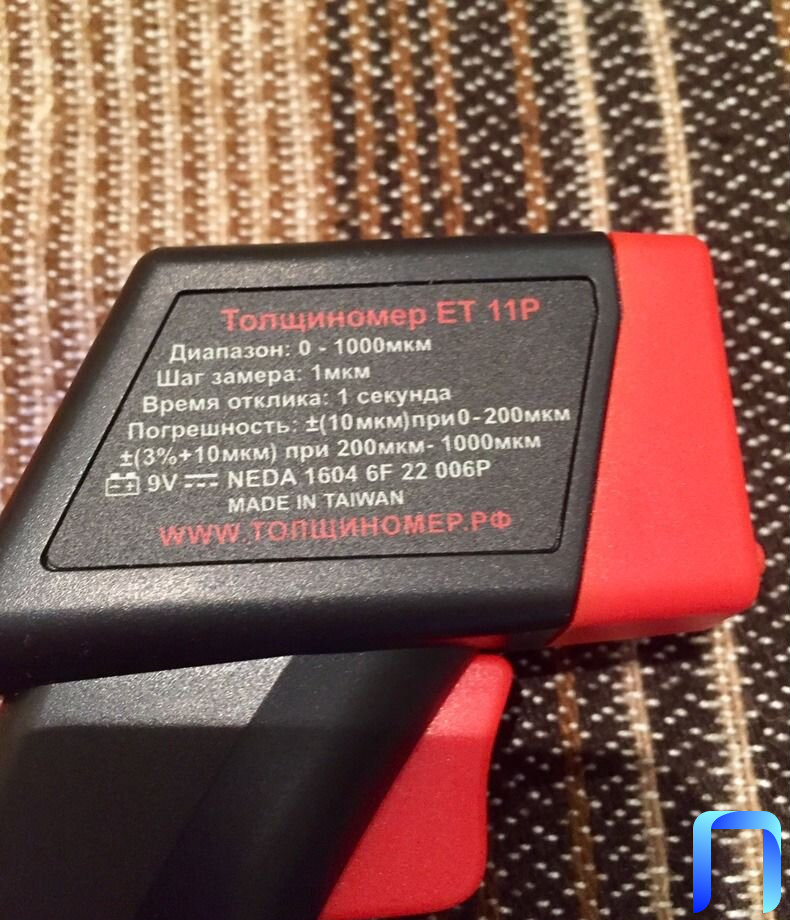 Толщиномер ET 11P
Диапазон: 0 - 1000мкм
Шаг замера: 1мкм
Время отклика: 1 секунда
Погрешность: ±(10мкм)при0-200мкм
±(3%+10мкм) при 200мкм- 1000мкм
9V NEDA 1604 6F 22 006P
MADE IN TAIWAN
WWW.ТОЛЩИНОМЕР.РФ